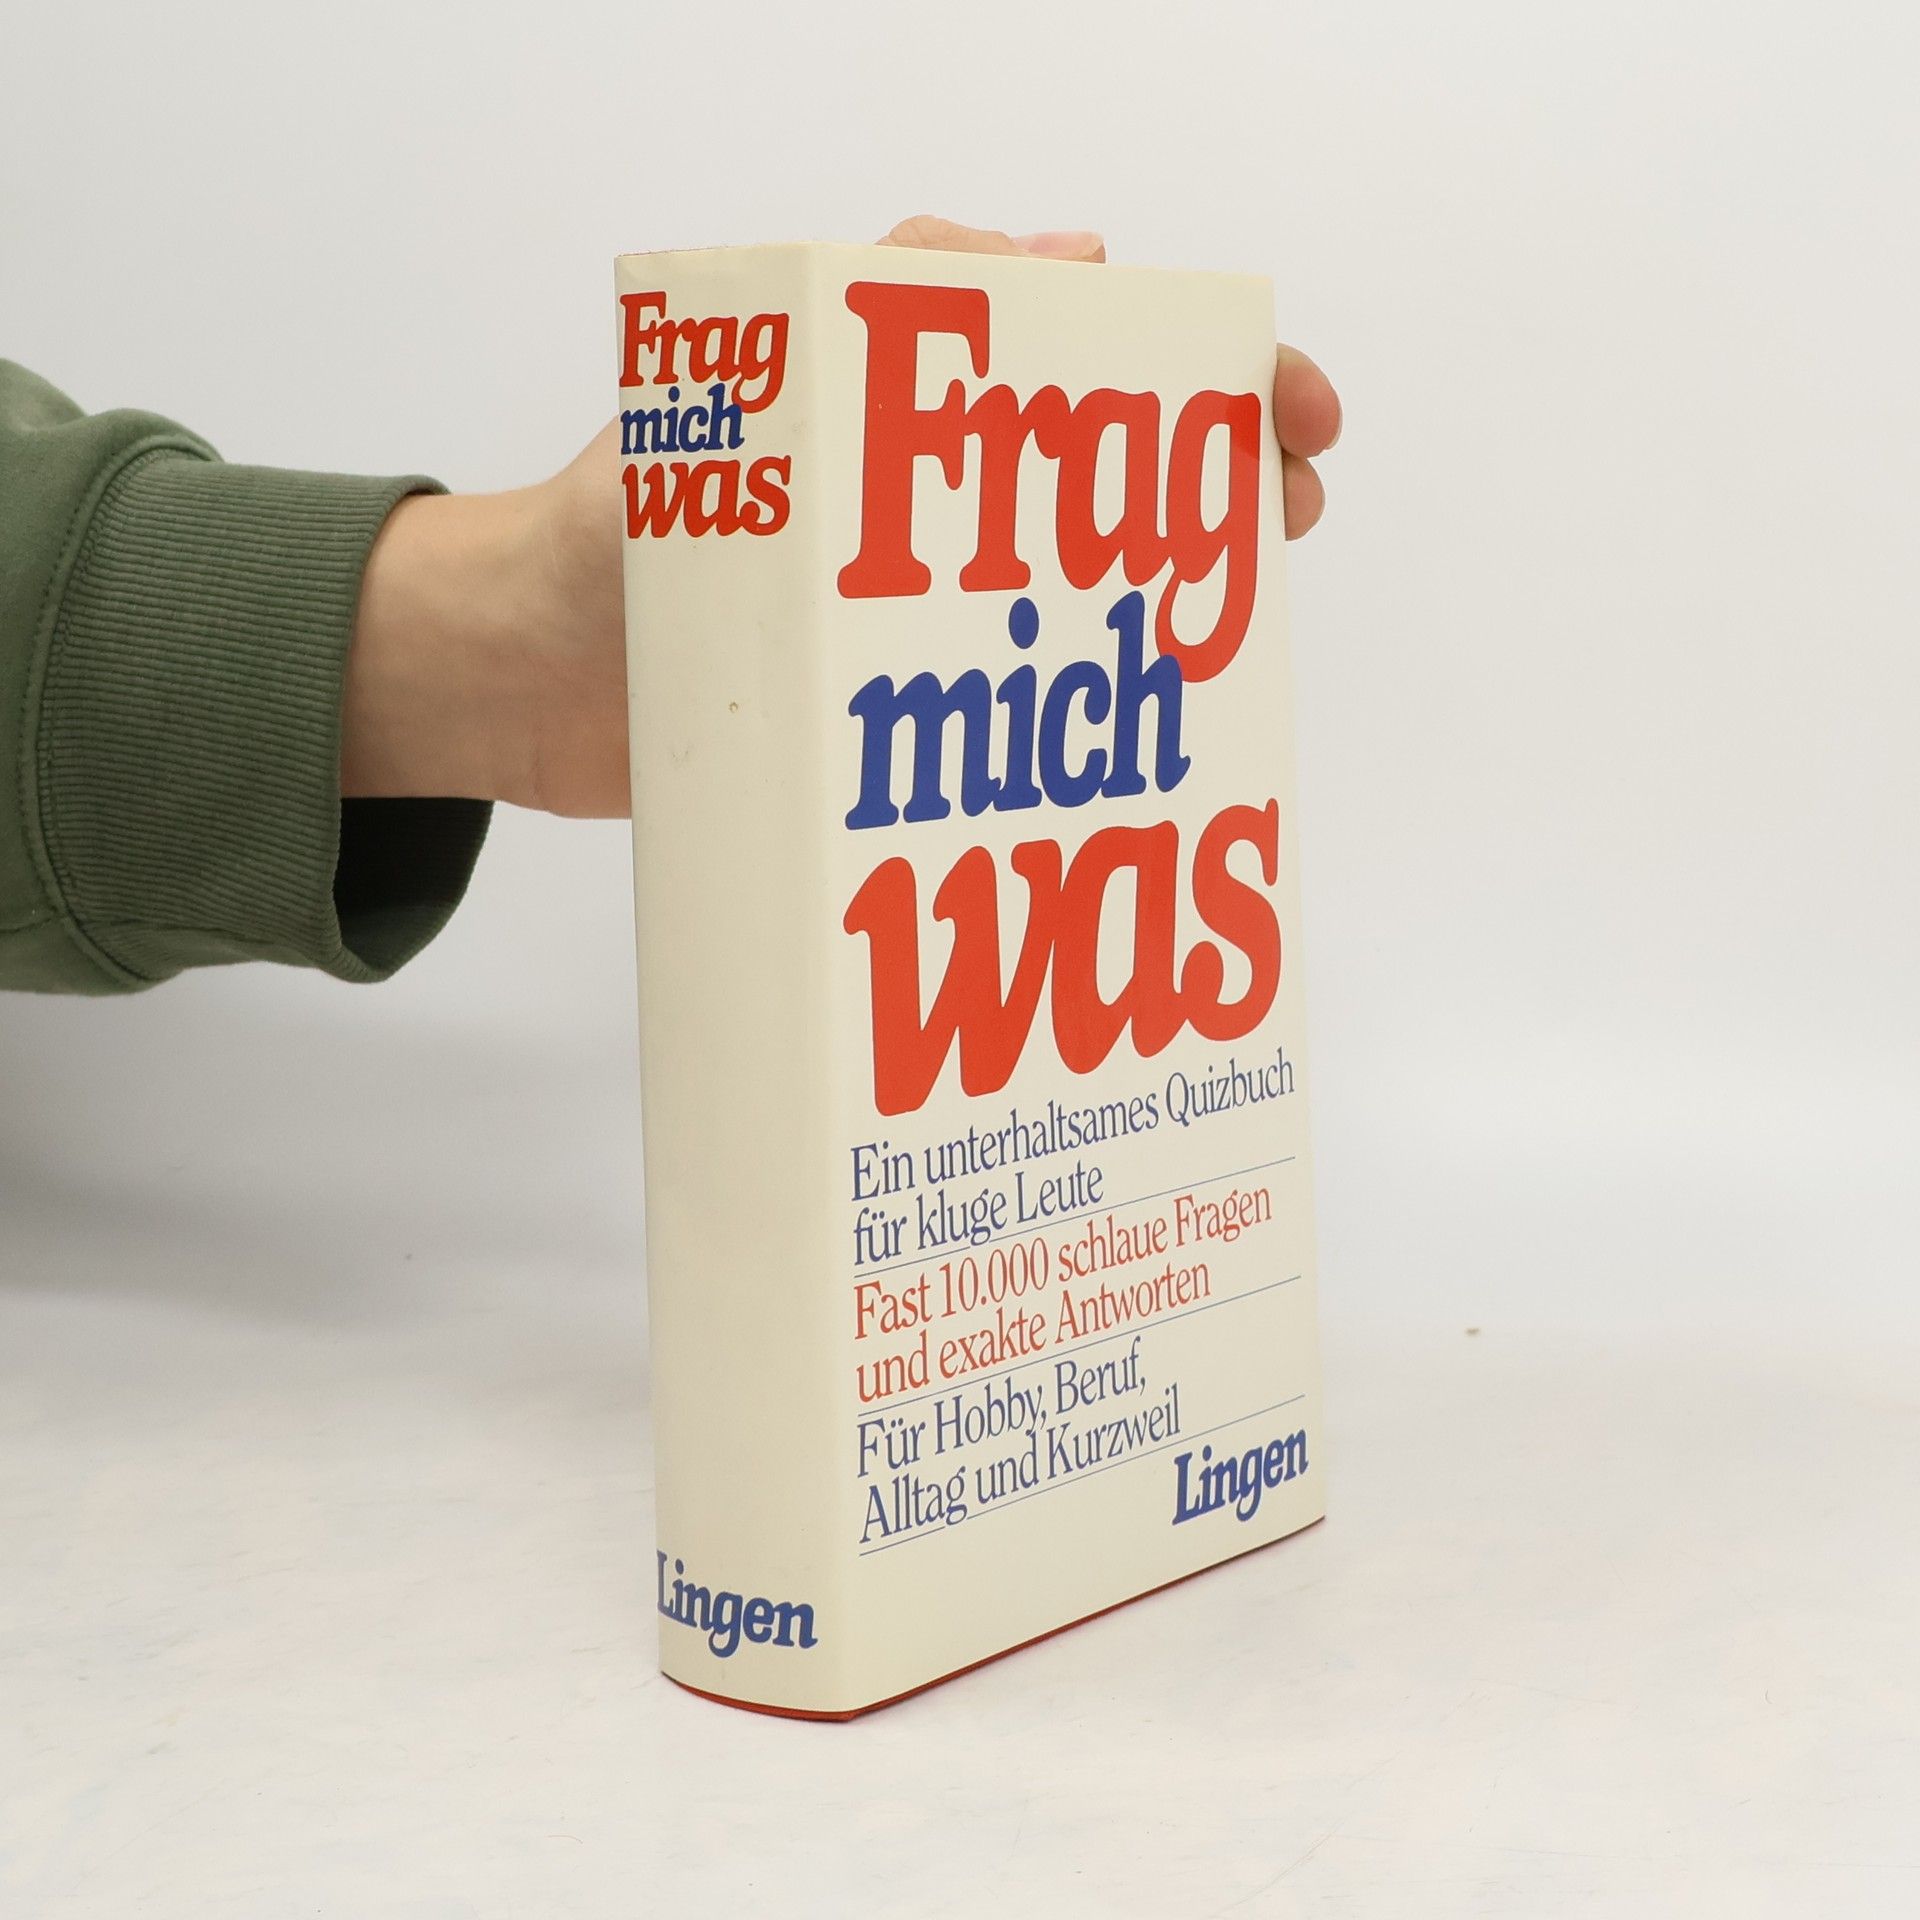 Frag
mich
was
Lingen
Frag
mich
was
Ein unterhaltsames Quizbuch
für kluge Leute
Fast 10.000 schlaue Fragen
und exakte Antworten
Für Hobby, Beruf,
Alltag und Kurzweil
Lingen